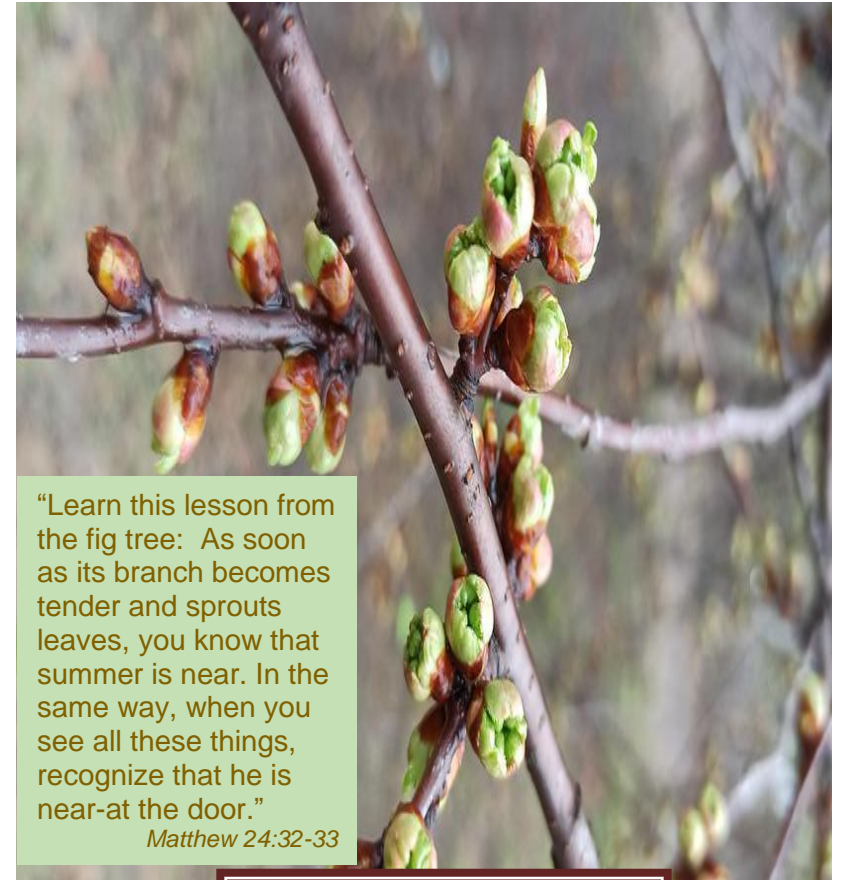 “Learn this lesson from
the fig tree:  As soon
as its branch becomes
tender and sprouts
leaves, you know that
summer is near. In the
same way, when you
see all these things,
recognize that he is
near-at the door.”
Matthew 24:32-33